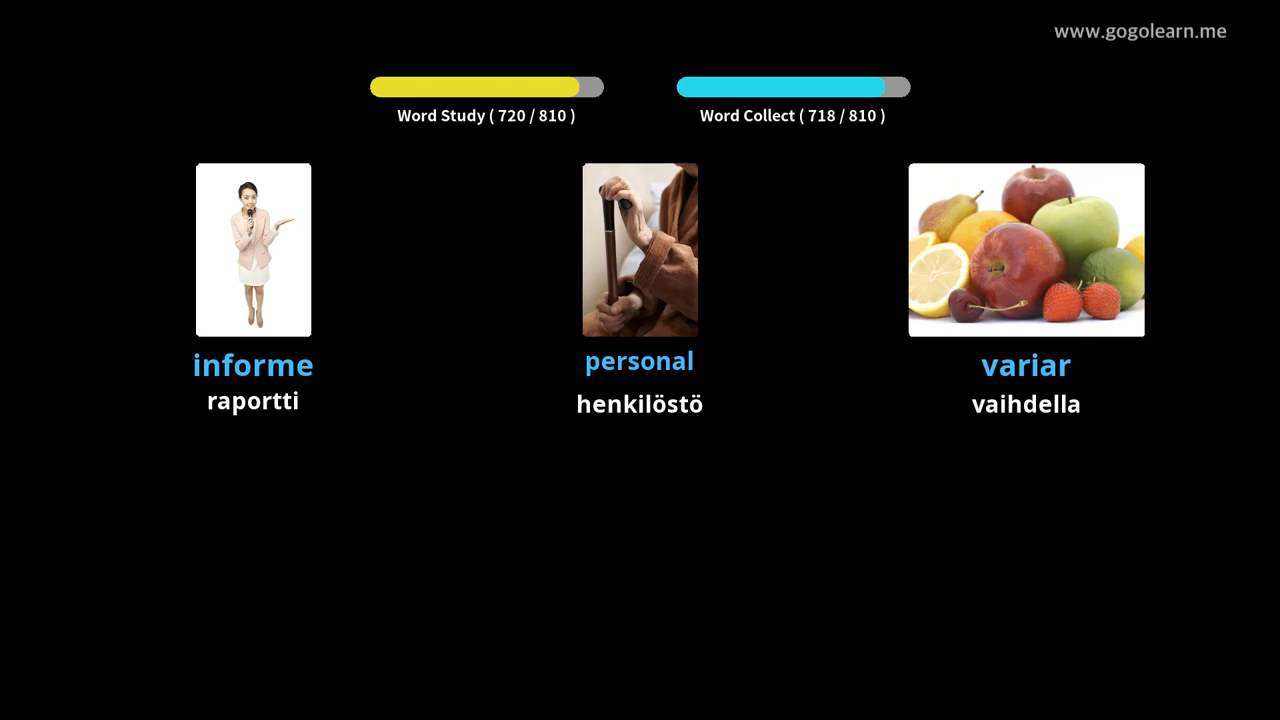 www.gogolearn.me
Word Study ( 720 / 810 )
Word Collect ( 718 / 810 )
informe
raportti
personal
henkilöstö
variar
vaihdella